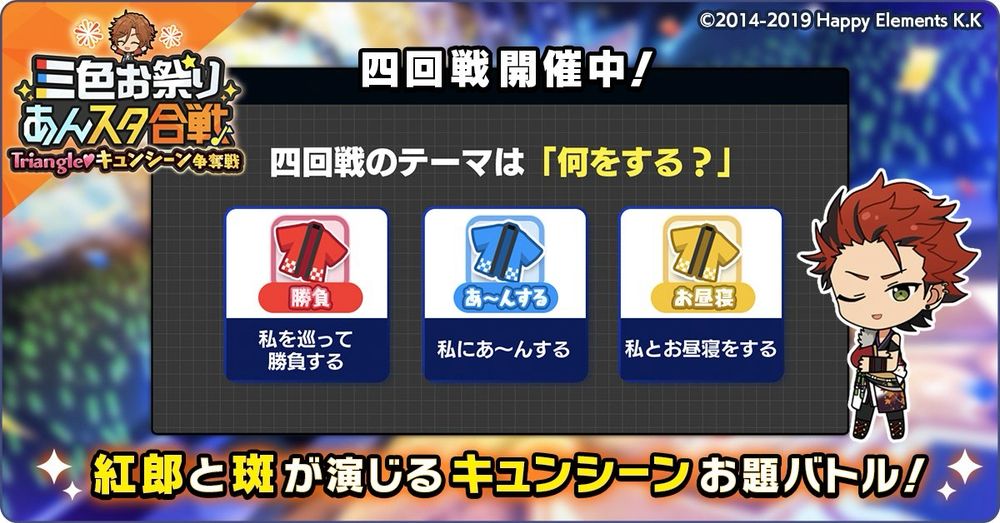 ©2014-2019 Happy Elements K.K
三色お祭り
あんスタ合戦
Triangle♥キュンシーン争奪戦
四回戦開催中！
四回戦のテーマは「何をする？」
勝負
私を巡って
勝負する
あ〜んする
私にあ〜んする
お昼寝
私とお昼寝をする
紅郎と斑が演じるキュンシーンお題バトル！